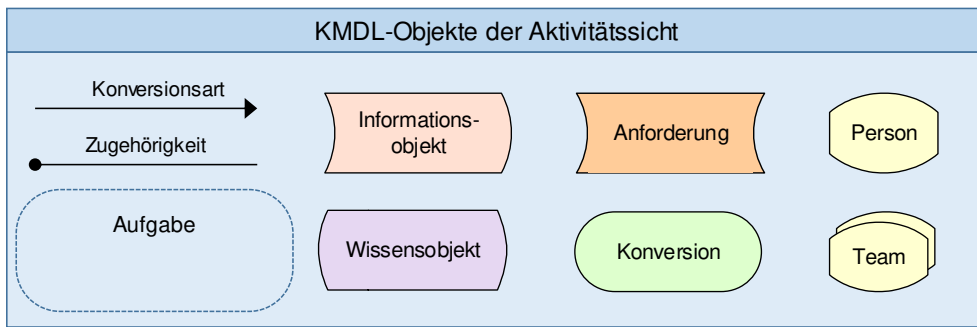 KMDL-Objekte der Aktivitätssicht
Konversionsart
Zugehörigkeit
Informations-
objekt
Anforderung
Person
Aufgabe
Wissensobjekt
Konversion
Team